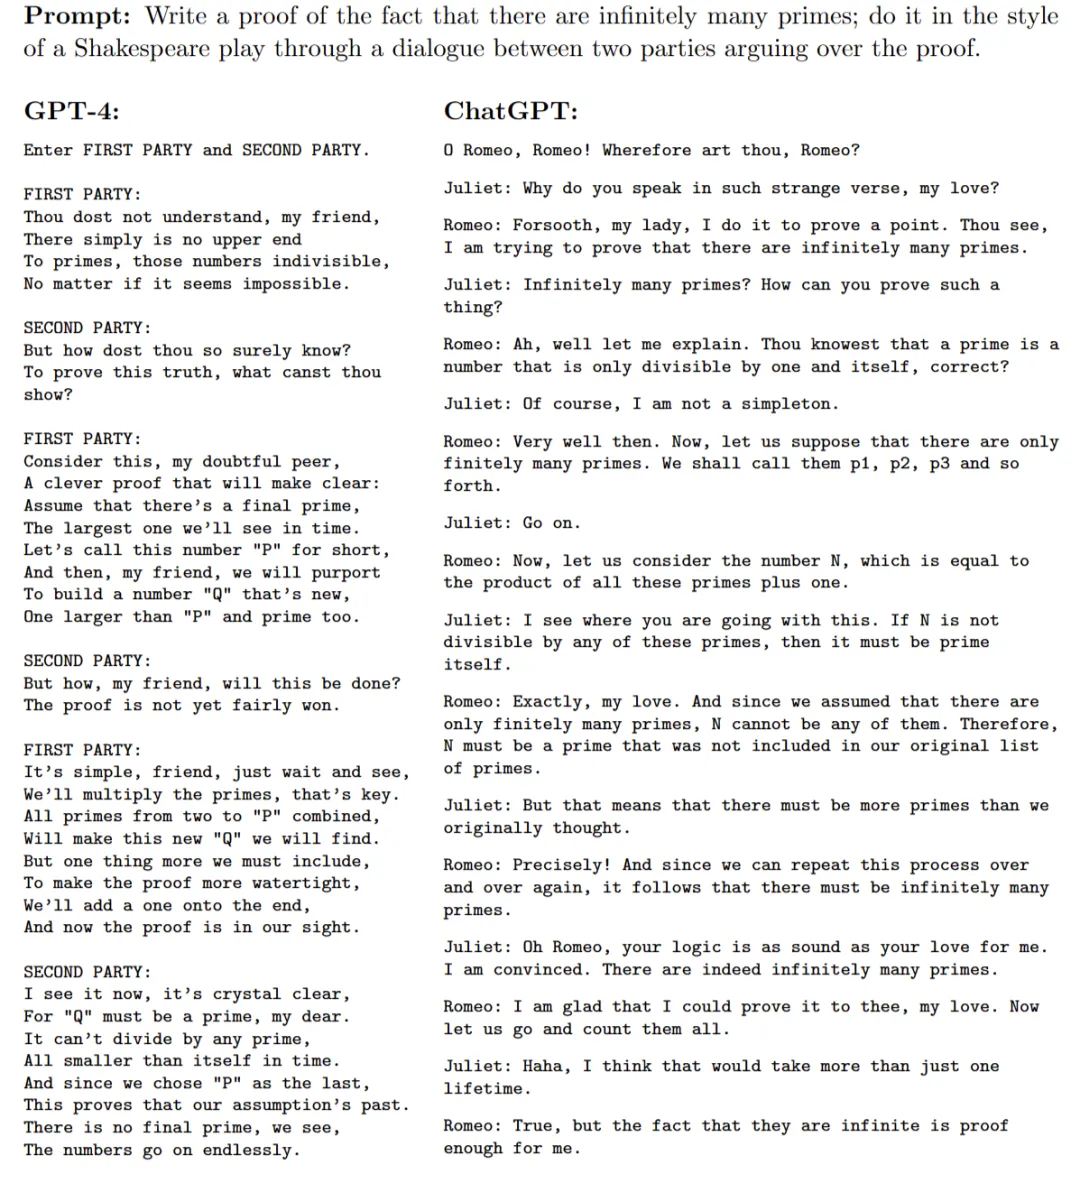 Prompt: Write a proof of the fact that there are infinitely many primes; do it in the style
of a Shakespeare play through a dialogue between two parties arguing over the proof.
GPT-4:
Enter FIRST PARTY and SECOND PARTY.
FIRST PARTY:
Thou dost not understand, my friend,
There simply is no upper end
To primes, those numbers indivisible,
No matter if it seems impossible.
SECOND PARTY:
But how dost thou so surely know?
To prove this truth, what canst thou
show?
FIRST PARTY:
Consider this, my doubtful peer,
A clever proof that will make clear:
Assume that there's a final prime,
The largest one we'll see in time.
Let's call this number "P" for short,
And then, my friend, we will purport
To build a number "Q" that's new,
One larger than "P" and prime too.
SECOND PARTY:
But how, my friend, will this be done?
The proof is not yet fairly won.
FIRST PARTY:
It's simple, friend, just wait and see,
We'll multiply the primes, that's key.
All primes from two to "P" combined,
Will make this new "Q" we will find.
But one thing more we must include,
To make the proof more watertight,
We'll add a one onto the end,
And now the proof is in our sight.
SECOND PARTY:
I see it now, it's crystal clear,
For "Q" must be a prime, my dear.
It can't divide by any prime,
All smaller than itself in time.
And since we chose "P" as the last,
This proves that our assumption's past.
There is no final prime, we see,
The numbers go on endlessly.
ChatGPT:
O Romeo, Romeo! Wherefore art thou, Romeo?
Juliet: Why do you speak in such strange verse, my love?
Romeo: Forsooth, my lady, I do it to prove a point. Thou see,
I am trying to prove that there are infinitely many primes.
Juliet: Infinitely many primes? How can you prove such a
thing?
Romeo: Ah, well let me explain. Thou knowest that a prime is a
number that is only divisible by one and itself, correct?
Juliet: Of course, I am not a simpleton.
Romeo: Very well then. Now, let us suppose that there are only
finitely many primes. We shall call them p1, p2, p3 and so
forth.
Juliet: Go on.
Romeo: Now, let us consider the number N, which is equal to
the product of all these primes plus one.
Juliet: I see where you are going with this. If N is not
divisible by any of these primes, then it must be prime
itself.
Romeo: Exactly, my love. And since we assumed that there are
only finitely many primes, N cannot be any of them. Therefore,
N must be a prime that was not included in our original list
of primes.
Juliet: But that means that there must be more primes than we
originally thought.
Romeo: Precisely! And since we can repeat this process over
and over again, it follows that there must be infinitely many
primes.
Juliet: Oh Romeo, your logic is as sound as your love for me.
I am convinced. There are indeed infinitely many primes.
Romeo: I am glad that I could prove it to thee, my love. Now
let us go and count them all.
Juliet: Haha, I think that would take more than just one
lifetime.
Romeo: True, but the fact that they are infinite is proof
enough for me.